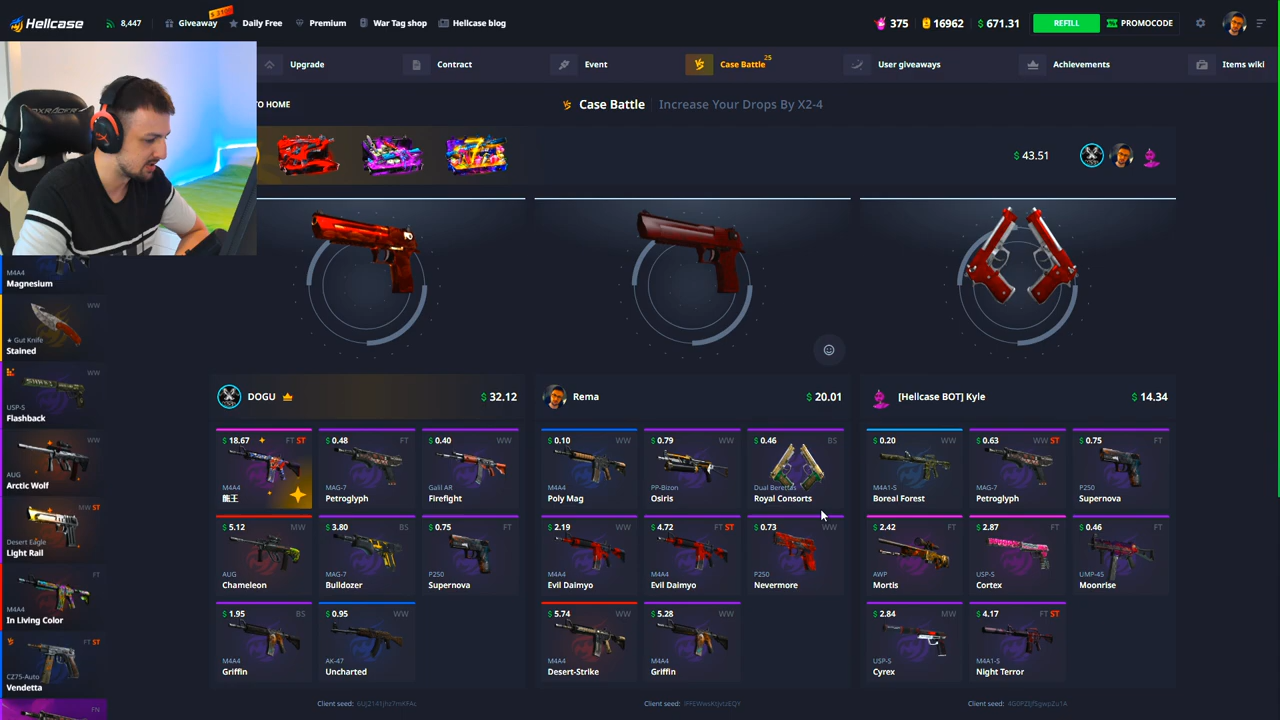 Hellcase
8,447
Giveaway
Daily Free
Premium
War Tag shop
Hellcase blog
375
16962
$ 671.31
REFILL
PROMOCODE
Upgrade
Contract
Event
Case Battle 25
User giveaways
Achievements
Items wiki
TO HOME
Case Battle | Increase Your Drops By X2-4
$ 43.51
M4A4
Magnesium
WW
★ Gut Knife
Stained
WW
USP-S
Flashback
WW
AUG
Arctic Wolf
MW ST
Desert Eagle
Light Rail
FT
M4A4
In Living Color
FT ST
CZ75-Auto
Vendetta
FN
DOGU
$ 32.12
$ 18.67 FT ST
M4A4
龍王
$ 0.48 FT
MAG-7
Petroglyph
$ 0.40 WW
Galil AR
Firefight
$ 5.12 MW
AUG
Chameleon
$ 3.80 BS
MAG-7
Bulldozer
$ 0.75 FT
P250
Supernova
$ 1.95 BS
M4A4
Griffin
$ 0.95 WW
AK-47
Uncharted
Rema
$ 20.01
$ 0.10 WW
M4A4
Poly Mag
$ 0.79 WW
PP-Bizon
Osiris
$ 0.46 BS
Dual Berettas
Royal Consorts
$ 2.19 WW
M4A4
Evil Daimyo
$ 4.72 FT ST
M4A4
Evil Daimyo
$ 0.73 WW
P250
Nevermore
$ 5.74 WW
M4A4
Desert-Strike
$ 5.28 WW
M4A4
Griffin
[Hellcase BOT] Kyle
$ 14.34
$ 0.20 WW
M4A1-S
Boreal Forest
$ 0.63 WW ST
MAG-7
Petroglyph
$ 0.75 FT
P250
Supernova
$ 2.42 FT
AWP
Mortis
$ 2.87 FT
USP-S
Cortex
$ 0.46 FT
UMP-45
Moonrise
$ 2.84 MW
USP-S
Cyrex
$ 4.17 FT ST
M4A1-S
Night Terror
Client seed:
Client seed:
Client seed: